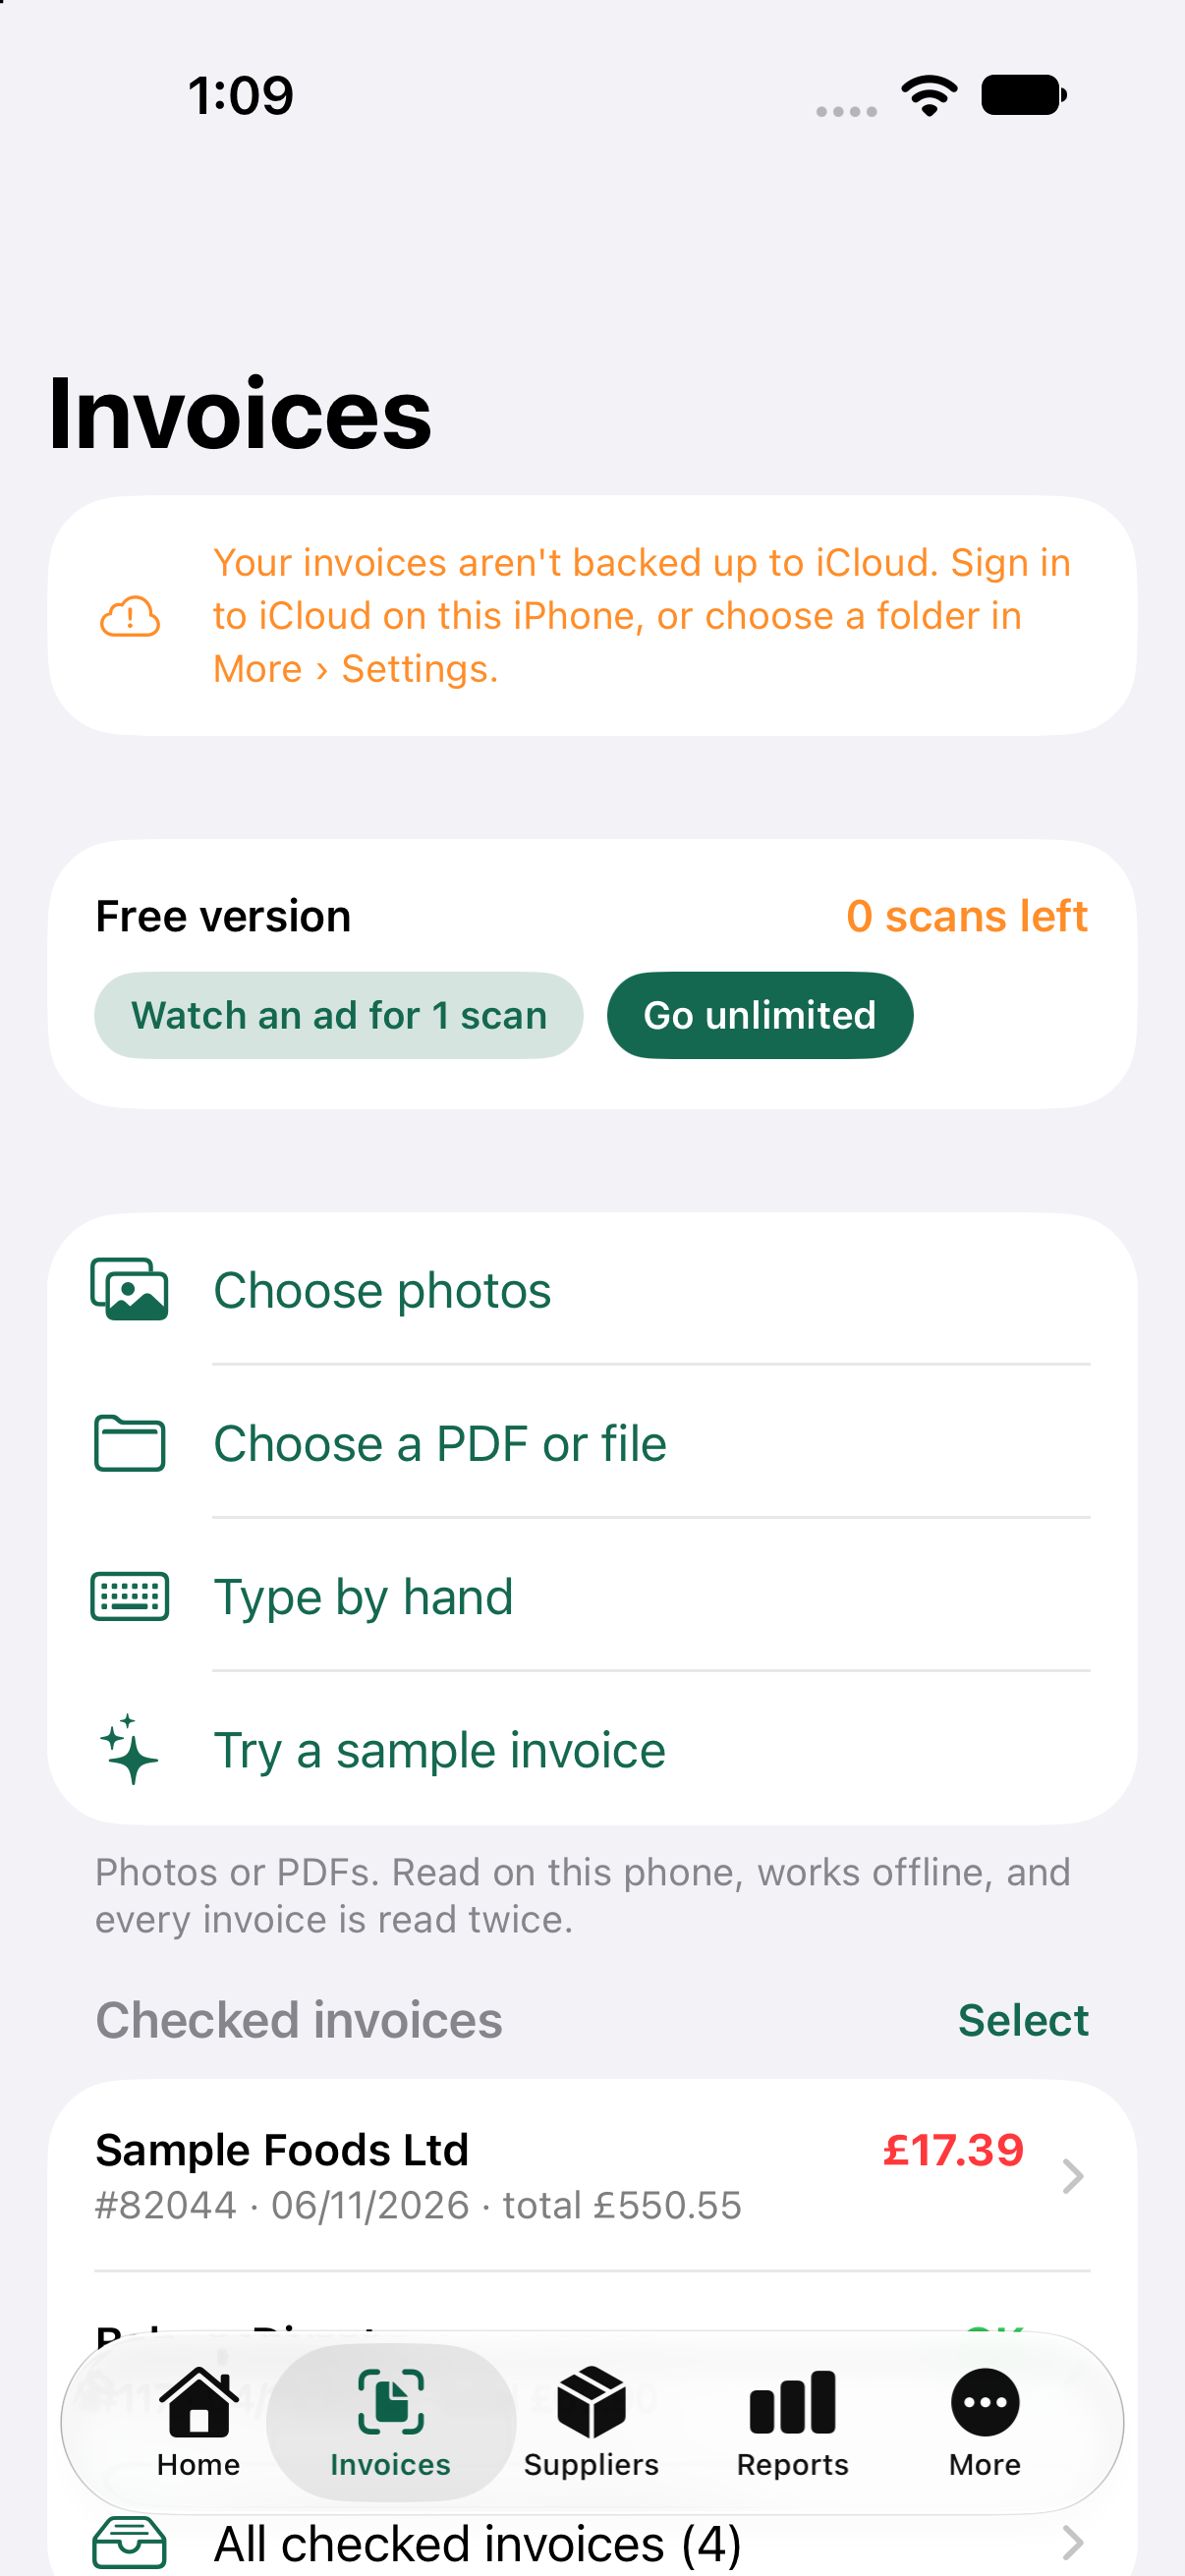 1:09
Invoices
Your invoices aren't backed up to iCloud. Sign in
to iCloud on this iPhone, or choose a folder in
More › Settings.
Free version
0 scans left
Watch an ad for 1 scan
Go unlimited
Choose photos
Choose a PDF or file
Type by hand
Try a sample invoice
Photos or PDFs. Read on this phone, works offline, and
every invoice is read twice.
Checked invoices
Select
Sample Foods Ltd
£17.39
#82044 · 06/11/2026 · total £550.55
OK
Home
Invoices
Suppliers
Reports
More
All checked invoices (4)